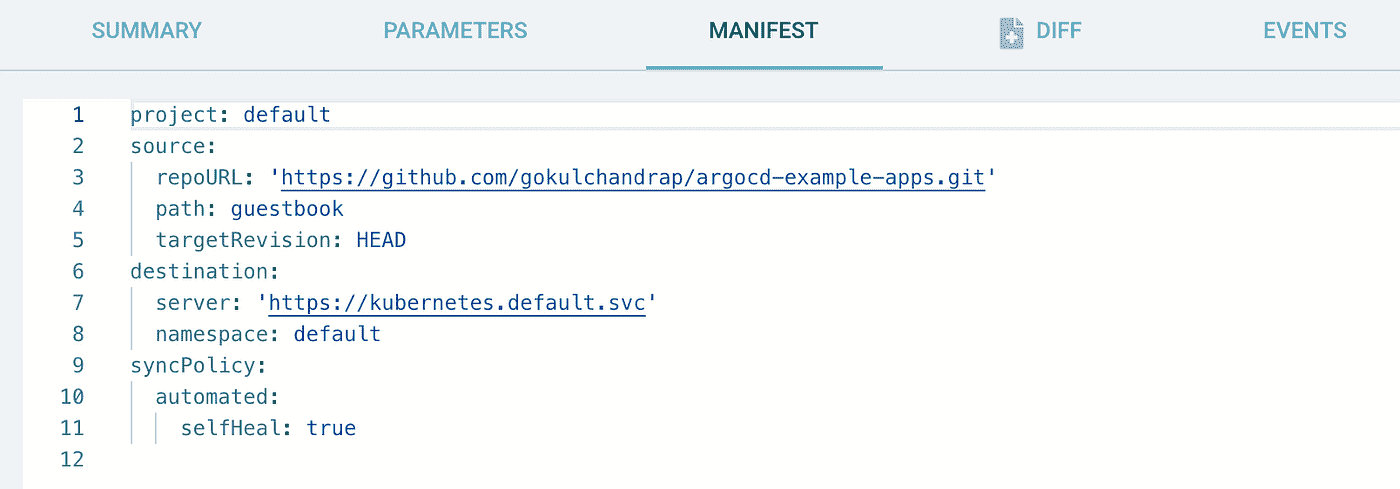 SUMMARY PARAMETERS MANIFEST DIFF EVENTS
1 project: default
2 source:
3   repoURL: 'https://github.com/gokulchandrap/argocd-example-apps.git'
4   path: guestbook
5   targetRevision: HEAD
6 destination:
7   server: 'https://kubernetes.default.svc'
8   namespace: default
9 syncPolicy:
10   automated:
11     selfHeal: true
12